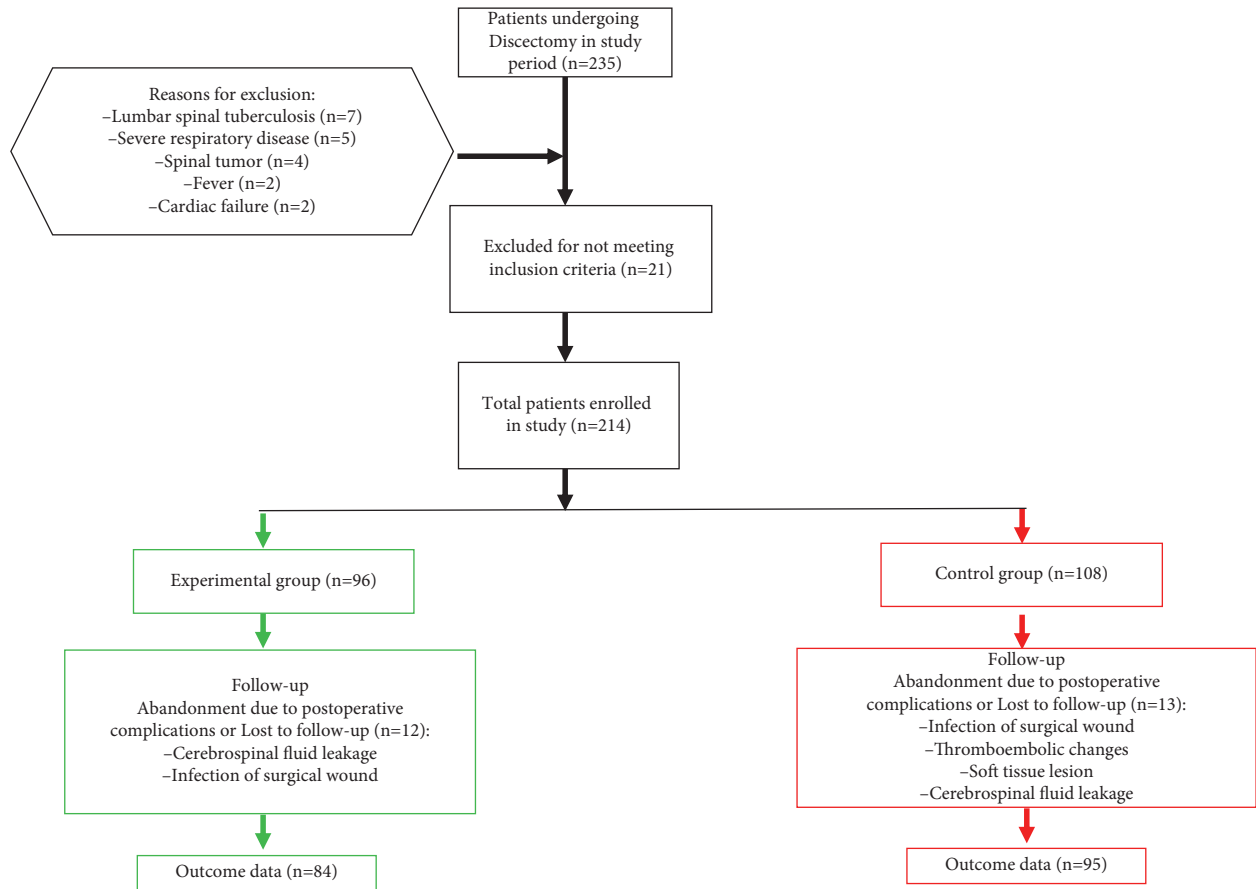 Patients undergoing
Discectomy in study
period (n=235)
Reasons for exclusion:
–Lumbar spinal tuberculosis (n=7)
–Severe respiratory disease (n=5)
–Spinal tumor (n=4)
–Fever (n=2)
–Cardiac failure (n=2)
Excluded for not meeting
inclusion criteria (n=21)
Total patients enrolled
in study (n=214)
Experimental group (n=96)
Control group (n=108)
Follow-up
Abandonment due to postoperative
complications or Lost to follow-up (n=12):
–Cerebrospinal fluid leakage
–Infection of surgical wound
Follow-up
Abandonment due to postoperative
complications or Lost to follow-up (n=13):
–Infection of surgical wound
–Thromboembolic changes
–Soft tissue lesion
–Cerebrospinal fluid leakage
Outcome data (n=84)
Outcome data (n=95)